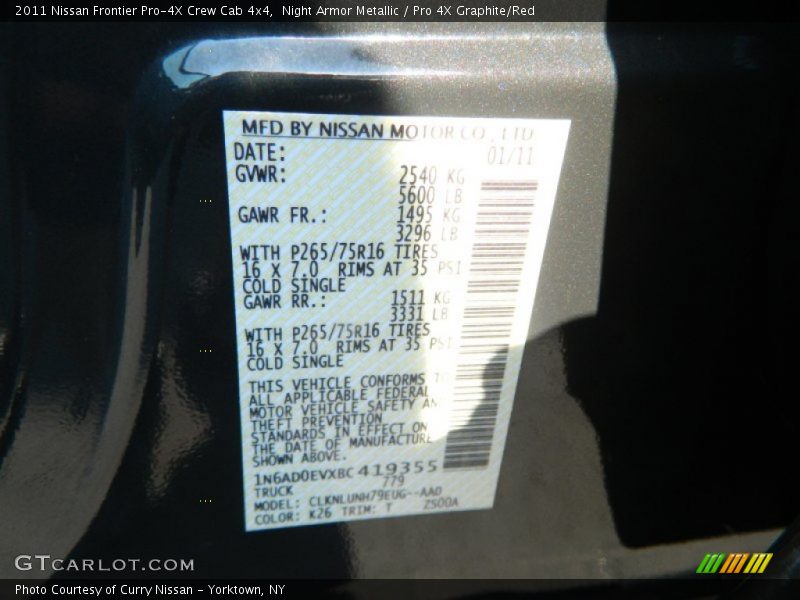 2011 Nissan Frontier Pro-4X Crew Cab 4x4,  Night Armor Metallic / Pro 4X Graphite/Red
MFD BY NISSAN MOTOR CO., LTD
DATE: 01/11
GVWR: 2540 KG
5600 LB
GAWR FR.: 1495 KG
3296 LB
WITH P265/75R16 TIRES
16 X 7.0 RIMS AT 35 PSI
COLD SINGLE
GAWR RR.: 1511 KG
3331 LB
WITH P265/75R16 TIRES
16 X 7.0 RIMS AT 35 PSI
COLD SINGLE
THIS VEHICLE CONFORMS TO
ALL APPLICABLE FEDERAL
MOTOR VEHICLE SAFETY AND
THEFT PREVENTION
STANDARDS IN EFFECT ON
THE DATE OF MANUFACTURE
SHOWN ABOVE.
1N6AD0EVXBC419355
TRUCK 779
MODEL: CLKNLUNH79EUG--AAD
COLOR: K26 TRIM: T ZS00A
GTCARLOT.COM
Photo Courtesy of Curry Nissan - Yorktown, NY